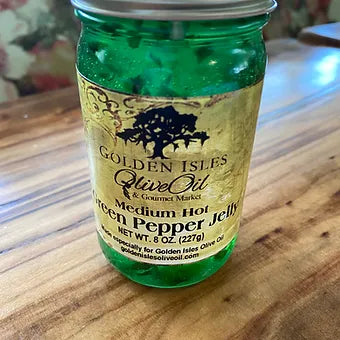 GOLDEN ISLES
Olive Oil
& Gourmet Market
Medium Hot
Green Pepper Jelly
NET WT. 8 OZ. (227g)
Made especially for Golden Isles Olive Oil
goldenislesoliveoil.com